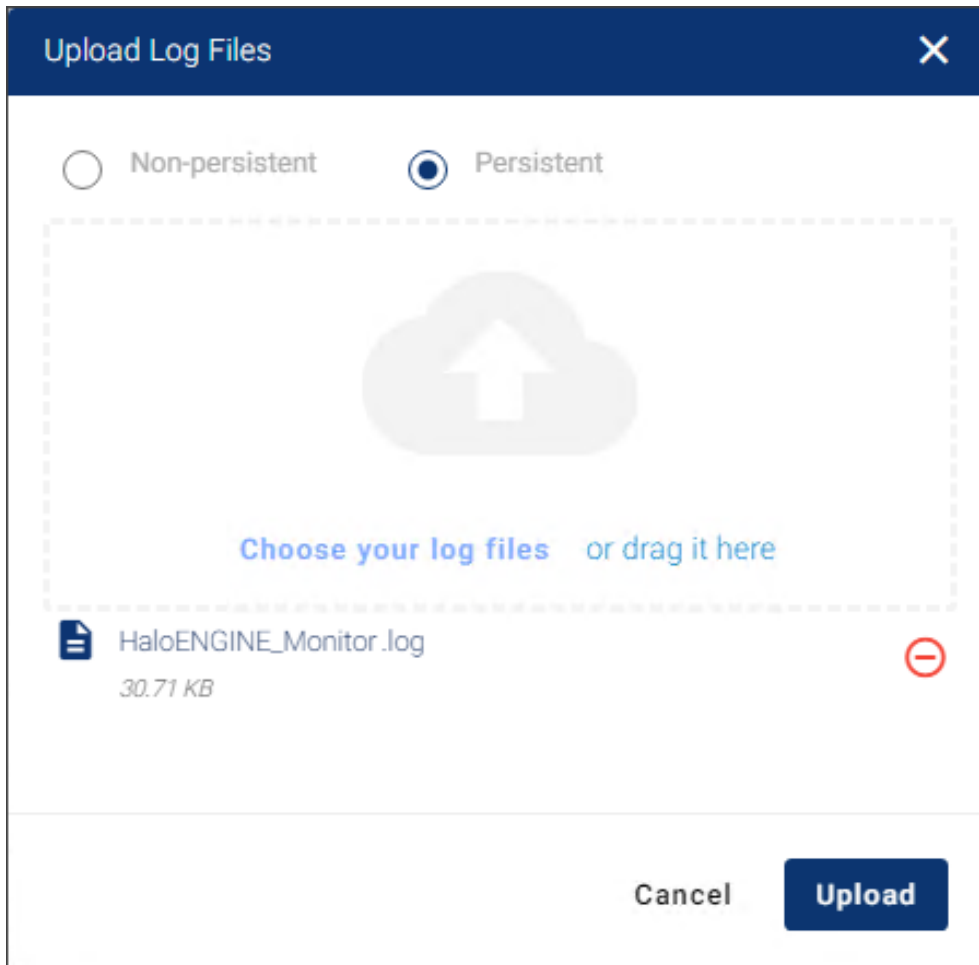 Upload Log Files
Non-persistent Persistent
Choose your log files or drag it here
HaloENGINE_Monitor.log
30.71 KB
Cancel Upload